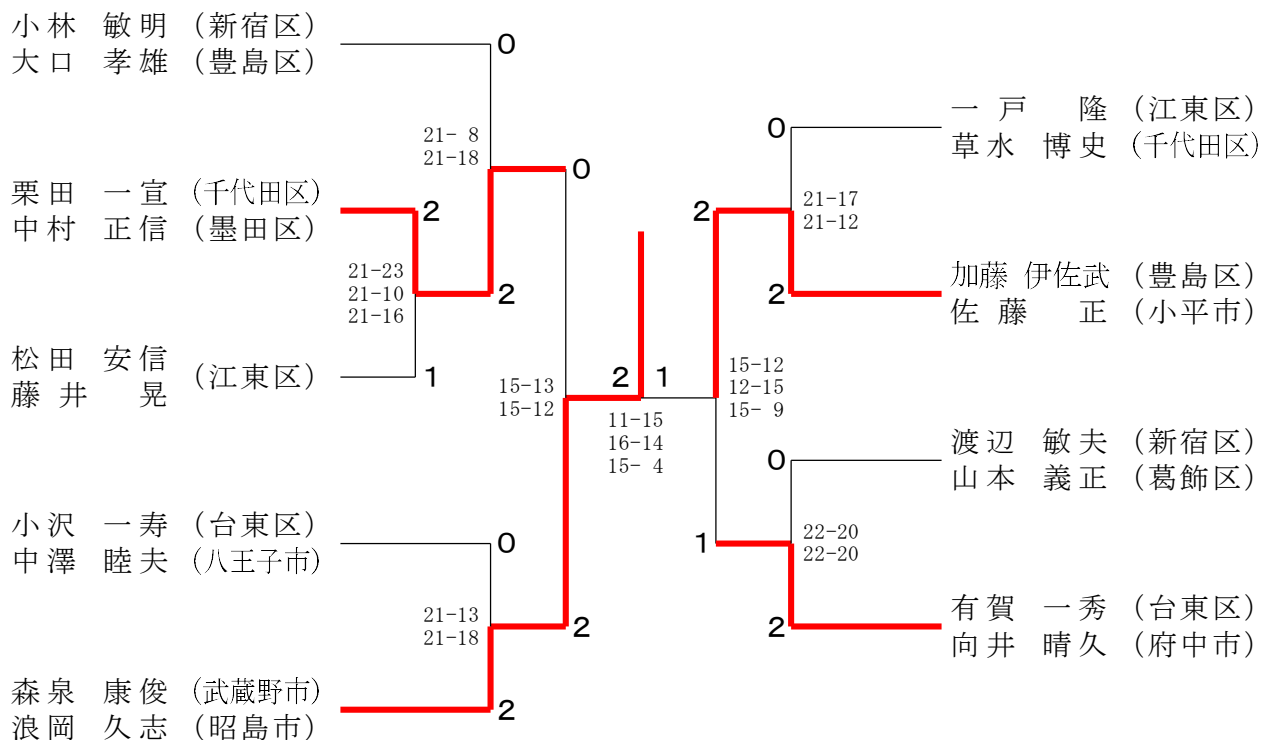 小林 敏明 (新宿区)
大口 孝雄 (豊島区)
0
21- 8
21-18
0
栗田 一宣 (千代田区)
中村 正信 (墨田区)
2
21-23
21-10
21-16
2
松田 安信
藤井 晃
(江東区)
1
15-13
15-12
2
1
11-15
16-14
15- 4
小沢 一寿 (台東区)
中澤 睦夫 (八王子市)
0
21-13
21-18
2
森泉 康俊 (武蔵野市)
浪岡 久志 (昭島市)
2
一戸 隆 (江東区)
草水 博史 (千代田区)
0
2
21-17
21-12
加藤 伊佐武 (豊島区)
佐藤 正 (小平市)
2
15-12
12-15
15- 9
渡辺 敏夫 (新宿区)
山本 義正 (葛飾区)
0
1
22-20
22-20
有賀 一秀 (台東区)
向井 晴久 (府中市)
2